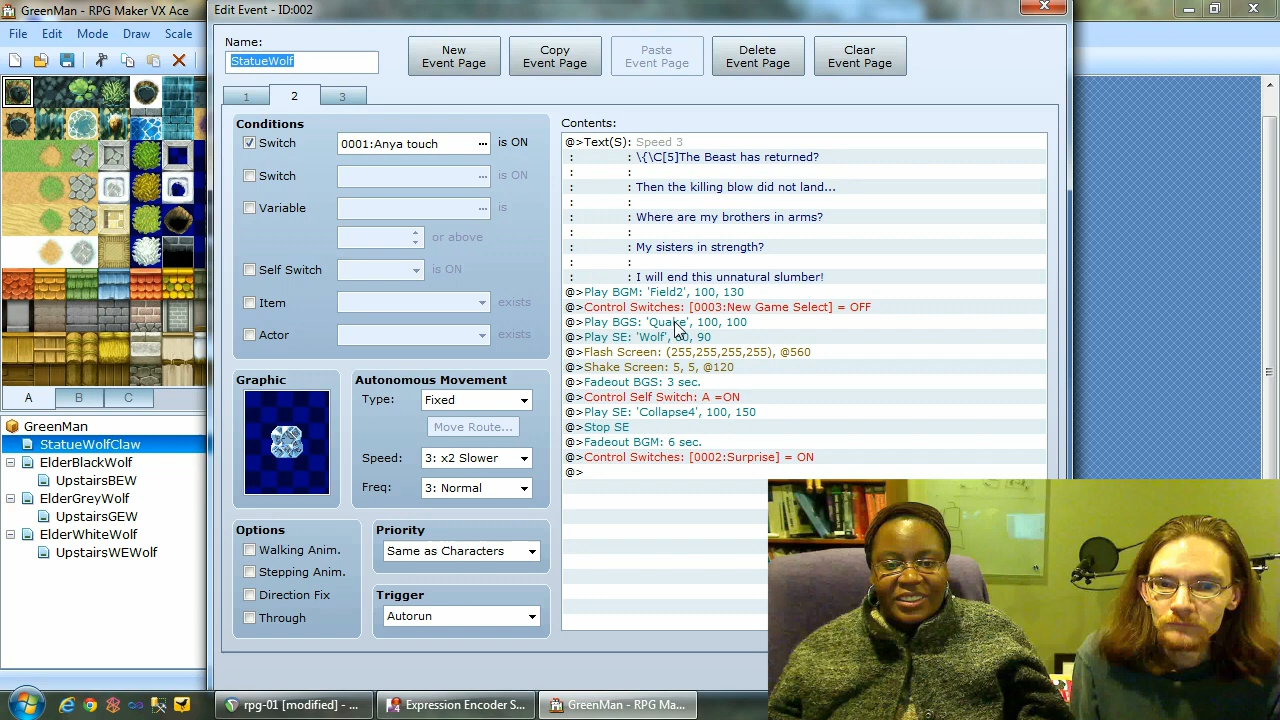 GreenMan - RPG Maker VX Ace
Edit Event - ID:002
File Edit Mode Draw Scale
Name:
StatueWolf
New Event Page
Copy Event Page
Paste Event Page
Delete Event Page
Clear Event Page
1 2 3
Conditions
Switch 0001:Anya touch ... is ON
Switch ... is ON
Variable ... is
or above
Self Switch is ON
Item exists
Actor exists
Graphic
Autonomous Movement
Type: Fixed
Move Route...
Speed: 3: x2 Slower
Freq: 3: Normal
Options
Walking Anim.
Stepping Anim.
Direction Fix
Through
Priority
Same as Characters
Trigger
Autorun
Contents:
@>Text(S): Speed 3
: : \{\C[5]The Beast has returned?
: :
: : Then the killing blow did not land...
: :
: : Where are my brothers in arms?
: :
: : My sisters in strength?
: :
: : I will end this unnatural slumber!
@>Play BGM: 'Field2', 100, 130
@>Control Switches: [0003:New Game Select] = OFF
@>Play BGS: 'Quake', 100, 100
@>Play SE: 'Wolf', 90
@>Flash Screen: (255,255,255,255), @560
@>Shake Screen: 5, 5, @120
@>Fadeout BGS: 3 sec.
@>Control Self Switch: A =ON
@>Play SE: 'Collapse4', 100, 150
@>Stop SE
@>Fadeout BGM: 6 sec.
@>Control Switches: [0002:Surprise] = ON
@>
A B C
GreenMan
StatueWolfClaw
ElderBlackWolf
UpstairsBEW
ElderGreyWolf
UpstairsGEW
ElderWhiteWolf
UpstairsWEWolf
rpg-01 [modified] - ...
Expression Encoder S...
GreenMan - RPG Ma...